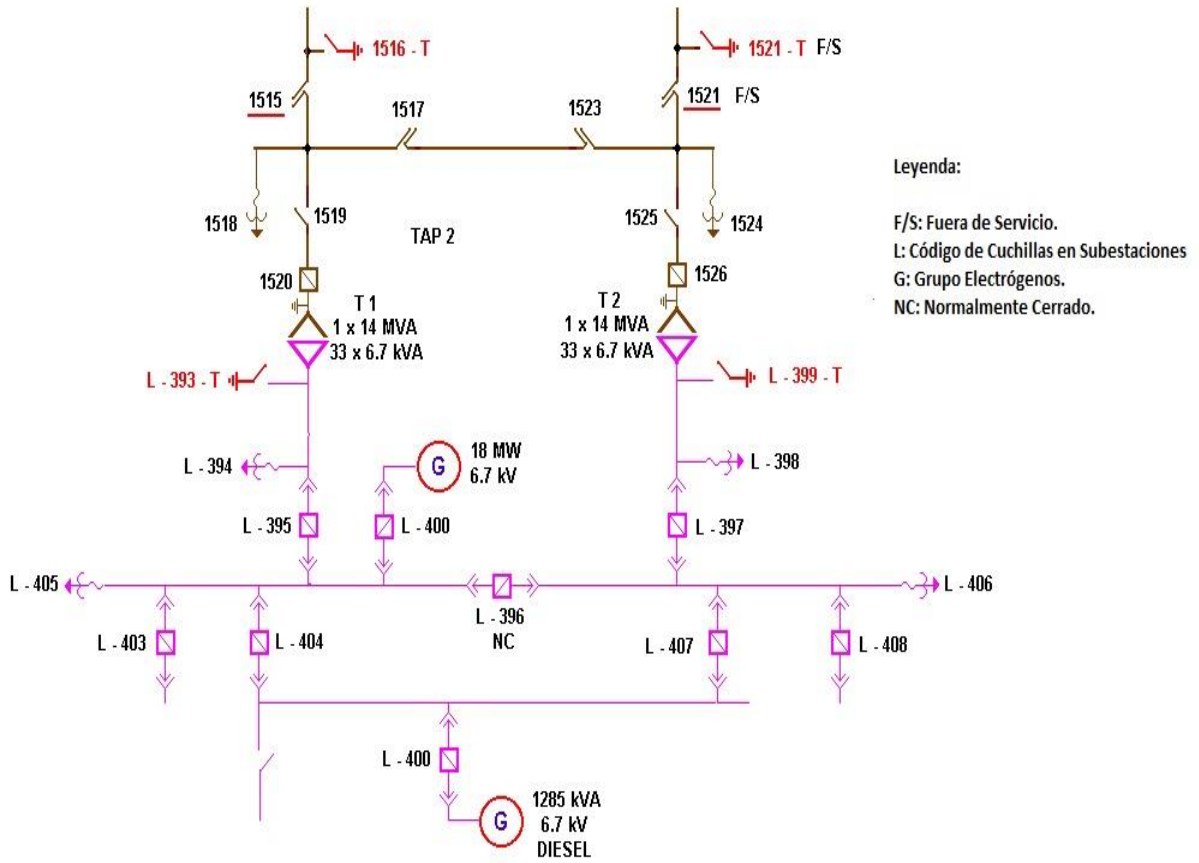 1516 - T
1521 - T F/S
1515
1521 F/S
1517
1523
1518
1519
TAP 2
1525
1524
1520
1526
T 1
1 x 14 MVA
33 x 6.7 kVA
T 2
1 x 14 MVA
33 x 6.7 kVA
Leyenda:
F/S: Fuera de Servicio.
L: Código de Cuchillas en Subestaciones
G: Grupo Electrógenos.
NC: Normalmente Cerrado.
L - 393 - T
L - 399 - T
L - 394
G
18 MW
6.7 kV
L - 398
L - 395
L - 400
L - 397
L - 405
L - 396
NC
L - 406
L - 403
L - 404
L - 407
L - 408
L - 400
G
1285 kVA
6.7 kV
DIESEL